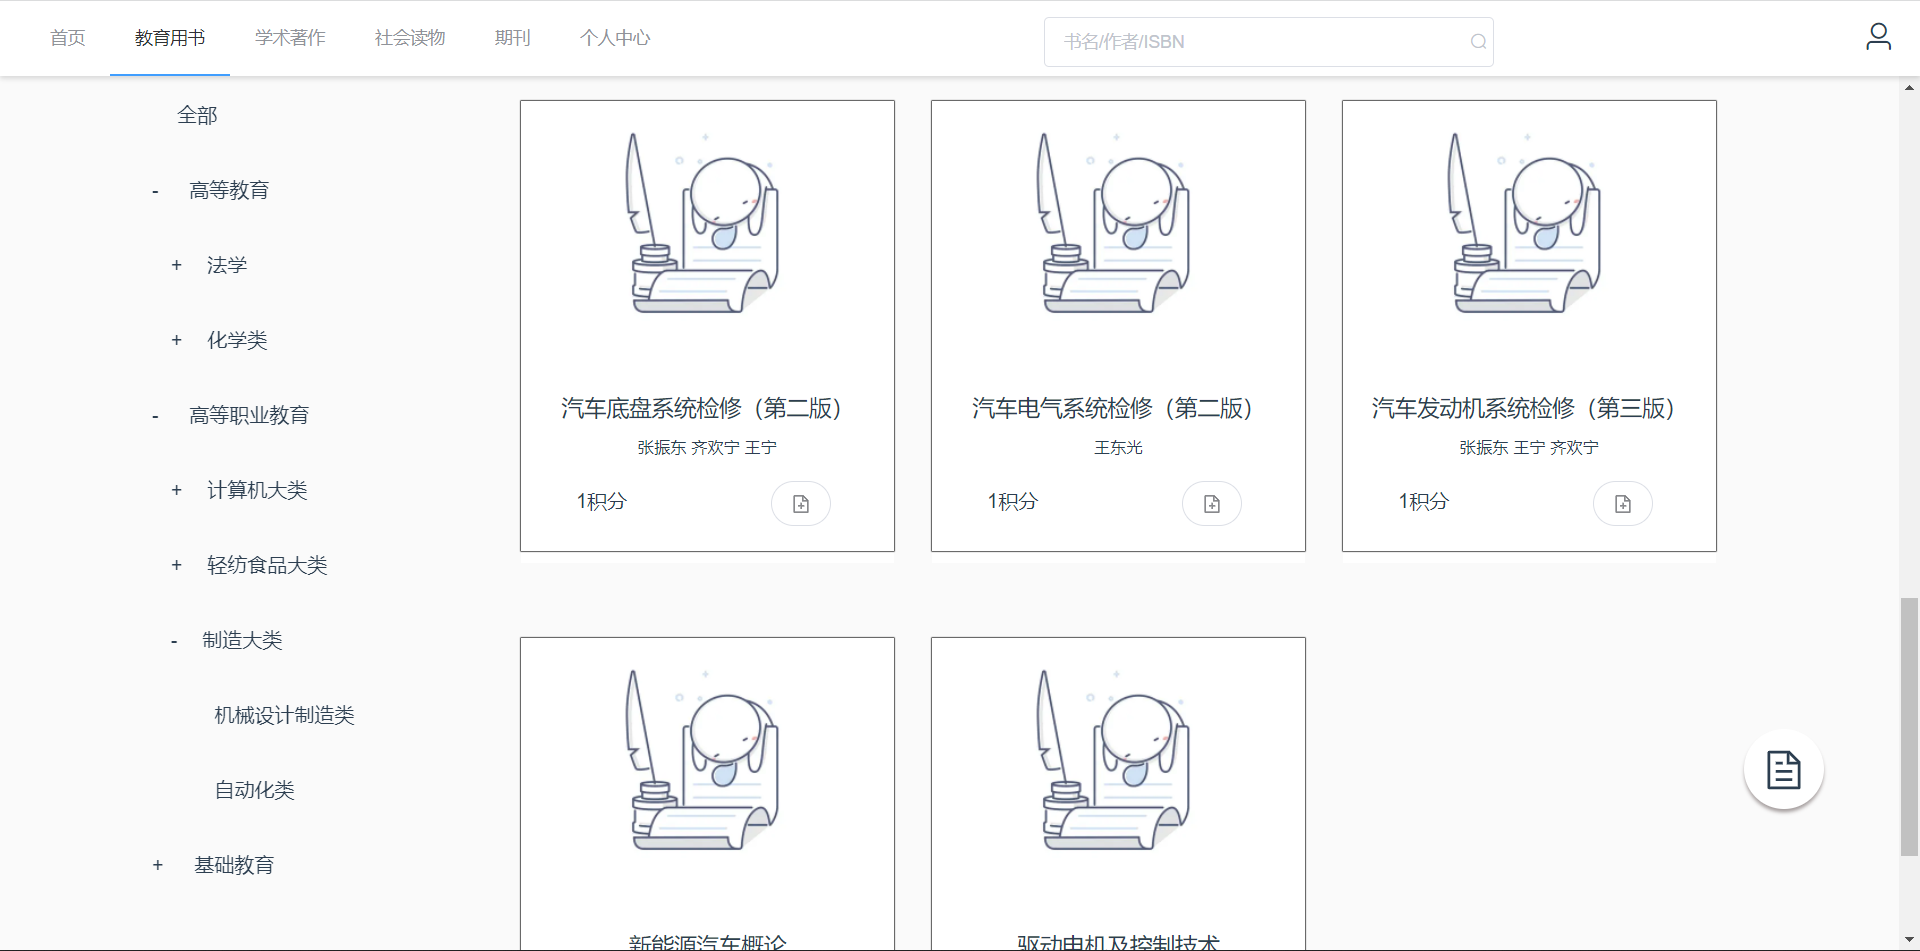 首页 教育用书 学术著作 社会读物 期刊 个人中心 书名/作者/ISBN
全部
- 高等教育
+ 法学
+ 化学类
- 高等职业教育
+ 计算机大类
+ 轻纺食品大类
- 制造大类
机械设计制造类
自动化类
+ 基础教育
汽车底盘系统检修（第二版）
张振东 齐欢宁 王宁
1积分
汽车电气系统检修（第二版）
王东光
1积分
汽车发动机系统检修（第三版）
张振东 王宁 齐欢宁
1积分
新能源汽车概论
驱动电机及控制技术